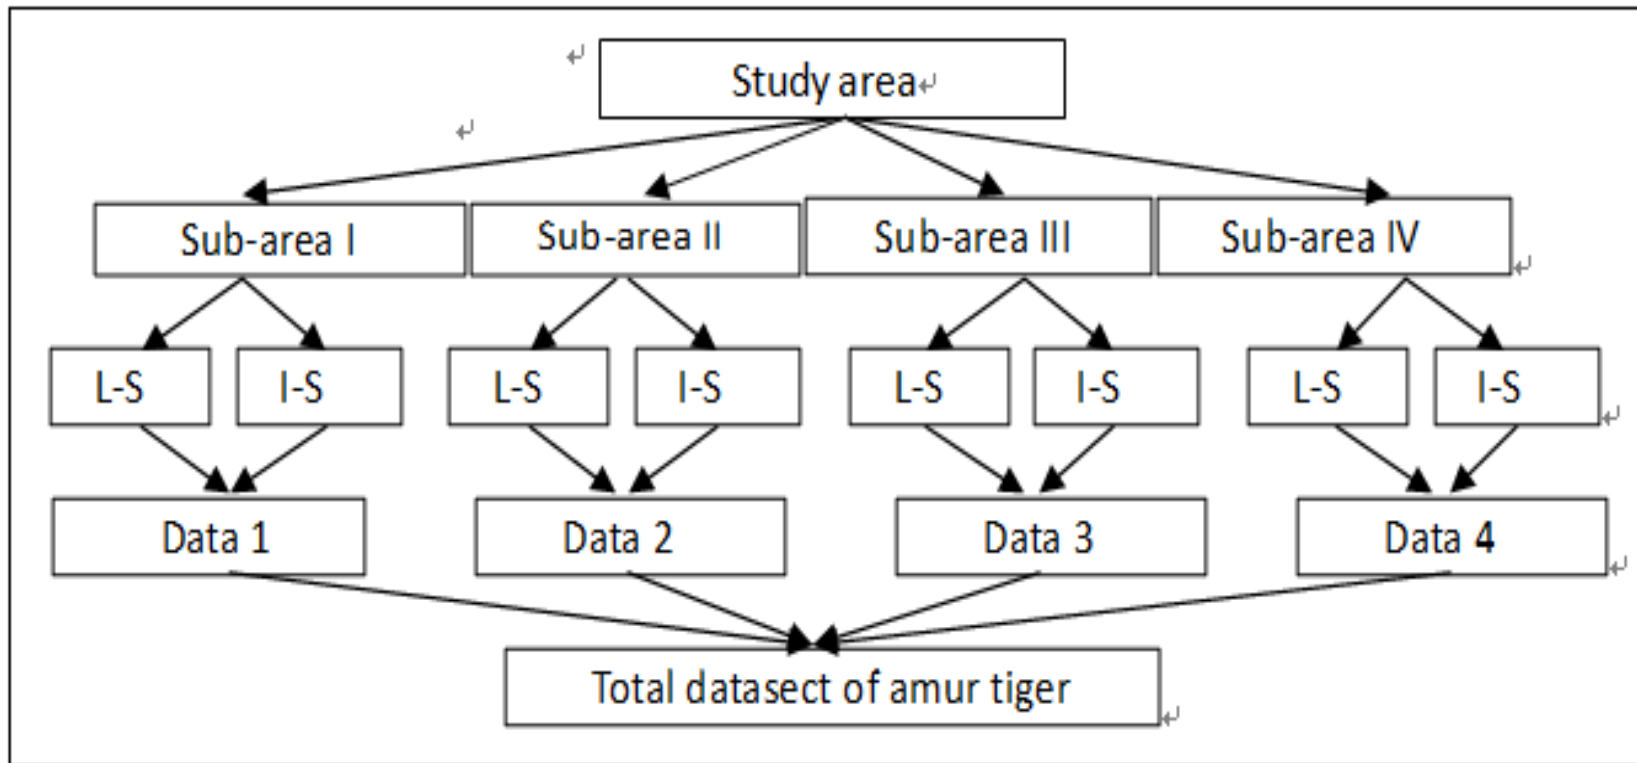 Study area
Sub-area I Sub-area II Sub-area III Sub-area IV
L-S I-S L-S I-S L-S I-S L-S I-S
Data 1 Data 2 Data 3 Data 4
Total datasect of amur tiger